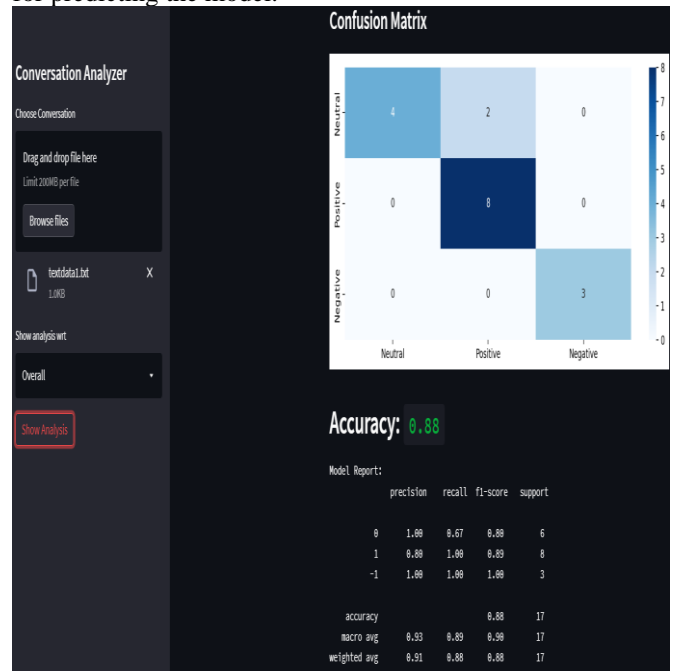 for predicting the model.
Conversation Analyzer
Choose Conversation
Drag and drop file here
Limit 200MB per file
Browse files
textdata1.txt X
1.0KB
Show analysis wrt
Overall
Show Analysis
Confusion Matrix
Neutral 4 2 0
Positive 0 8 0
Negative 0 0 3
Neutral Positive Negative
8
7
6
5
4
3
2
1
0
Accuracy: 0.88
Model Report:
precision recall f1-score support
0 1.00 0.67 0.80 6
1 0.80 1.00 0.89 8
-1 1.00 1.00 1.00 3
accuracy 0.88 17
macro avg 0.93 0.89 0.90 17
weighted avg 0.91 0.88 0.88 17